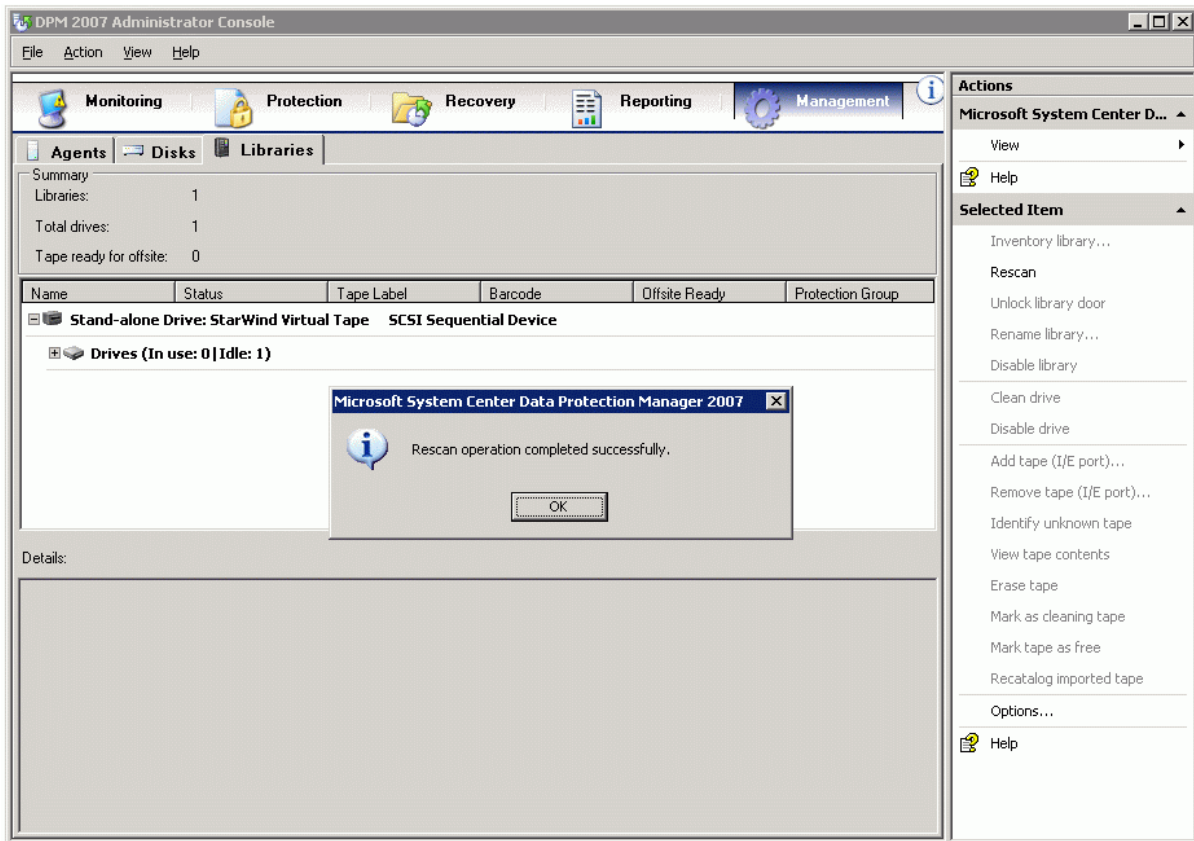 DPM 2007 Administrator Console
File Action View Help
Monitoring Protection Recovery Reporting Management
Agents Disks Libraries
Summary
Libraries: 1
Total drives: 1
Tape ready for offsite: 0
Name Status Tape Label Barcode Offsite Ready Protection Group
Stand-alone Drive: StarWind Virtual Tape SCSI Sequential Device
Drives (In use: 0|Idle: 1)
Microsoft System Center Data Protection Manager 2007
Rescan operation completed successfully.
OK
Details:
Actions
Microsoft System Center D...
View
Help
Selected Item
Inventory library...
Rescan
Unlock library door
Rename library...
Disable library
Clean drive
Disable drive
Add tape (I/E port)...
Remove tape (I/E port)...
Identify unknown tape
View tape contents
Erase tape
Mark as cleaning tape
Mark tape as free
Recatalog imported tape
Options...
Help